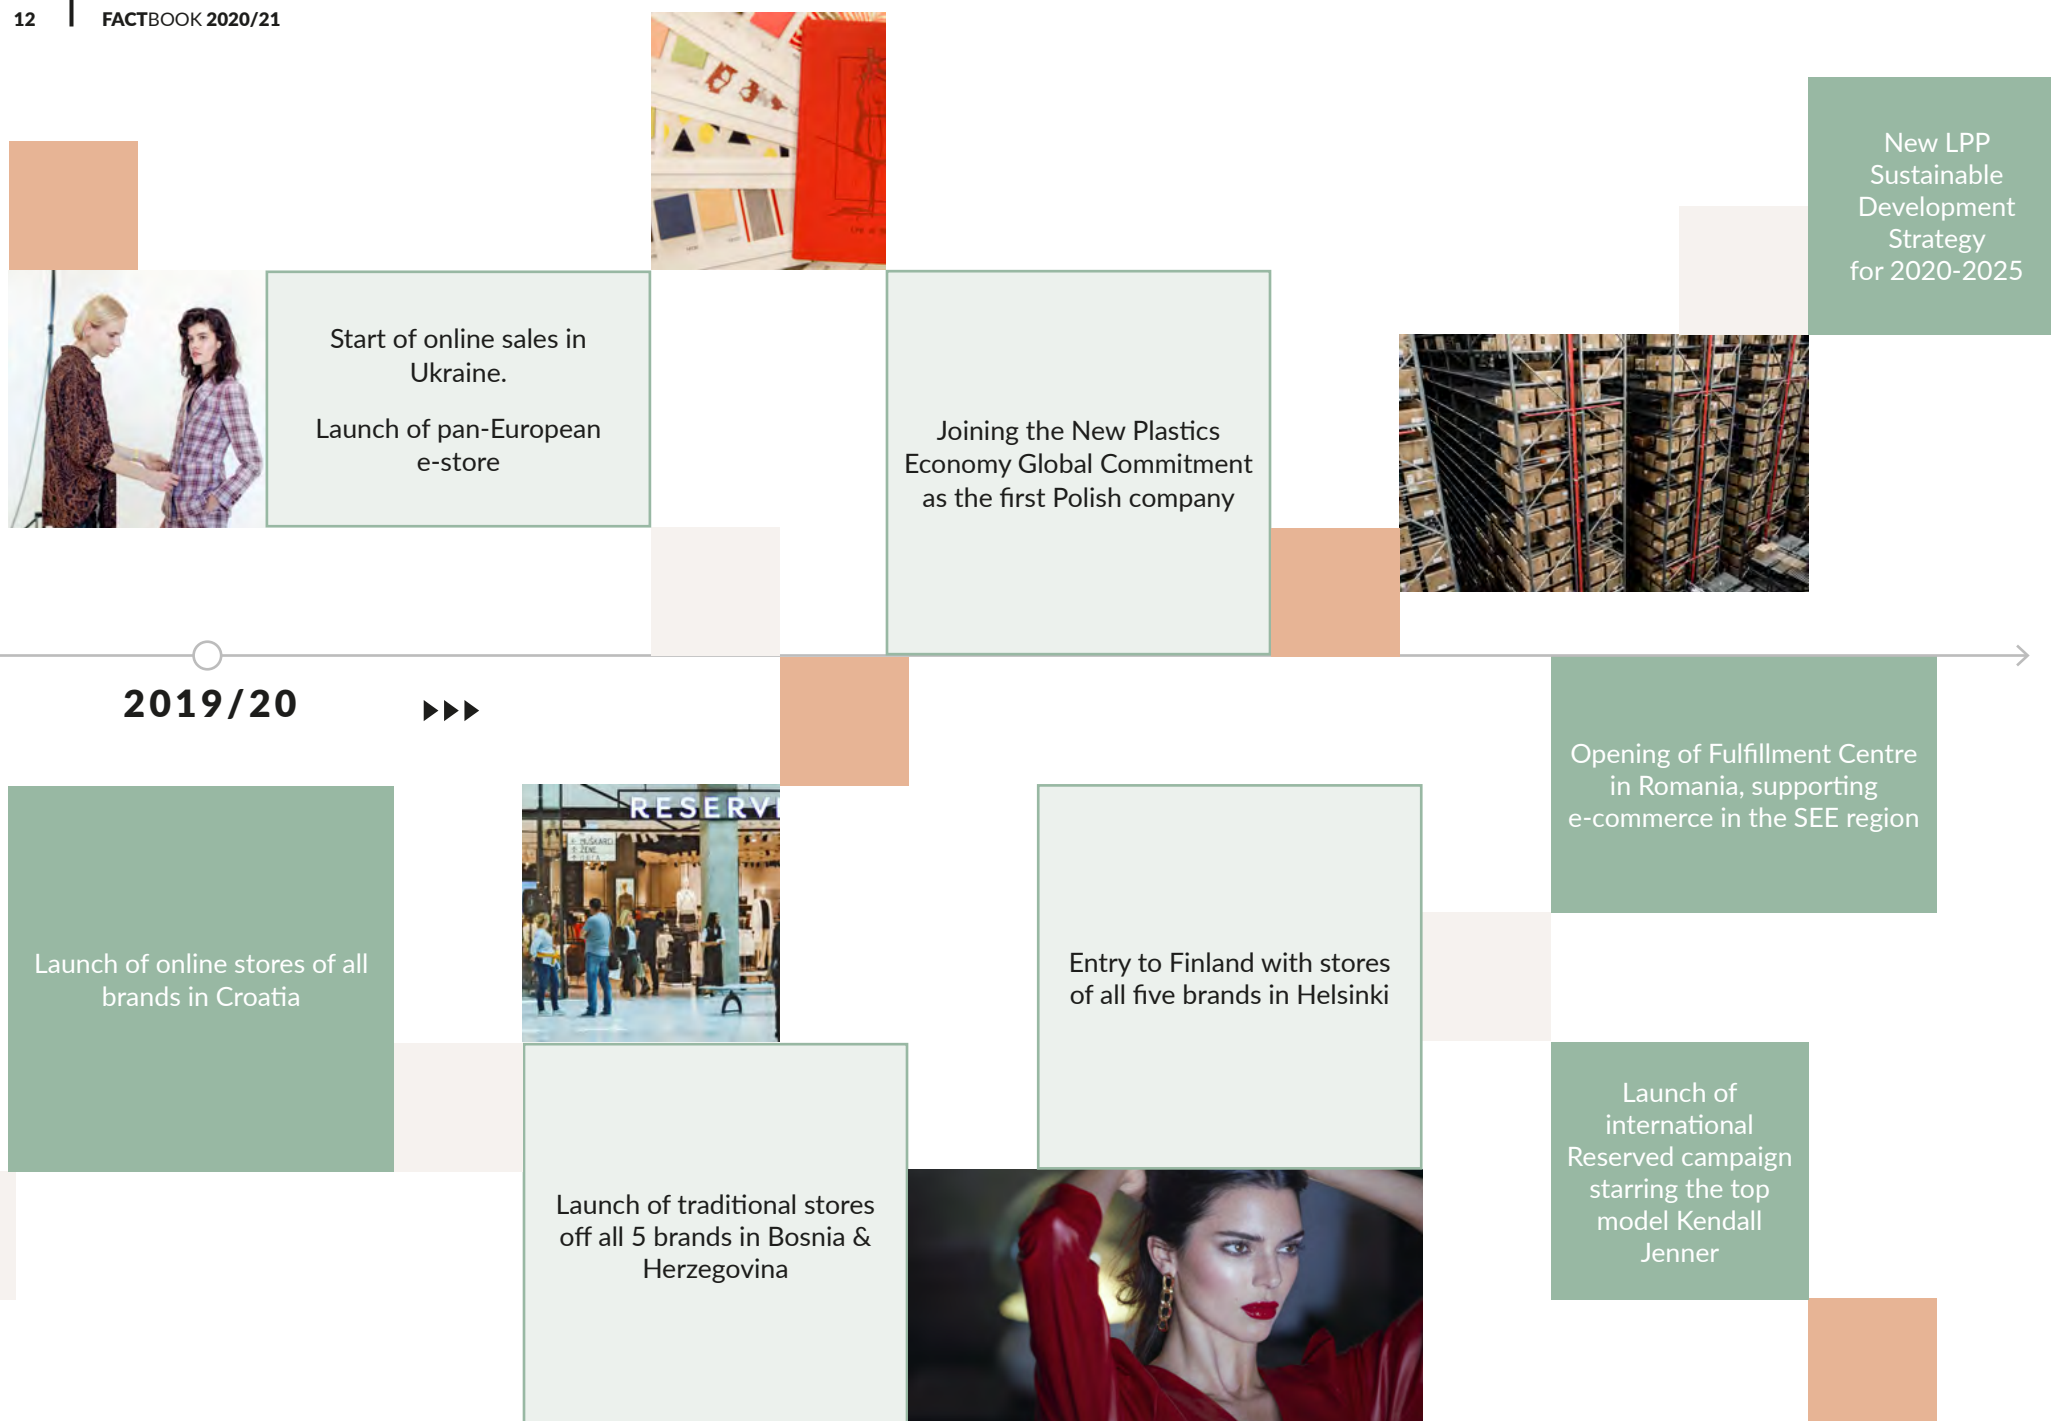 12 FACTBOOK 2020/21
New LPP
Sustainable
Development
Strategy
for 2020-2025
Start of online sales in
Ukraine.
Launch of pan-European
e-store
Joining the New Plastics
Economy Global Commitment
as the first Polish company
2019/20
Opening of Fulfillment Centre
in Romania, supporting
e-commerce in the SEE region
RESERV
Launch of online stores of all
brands in Croatia
Entry to Finland with stores
of all five brands in Helsinki
Launch of
international
Reserved campaign
starring the top
model Kendall
Jenner
Launch of traditional stores
off all 5 brands in Bosnia &
Herzegovina